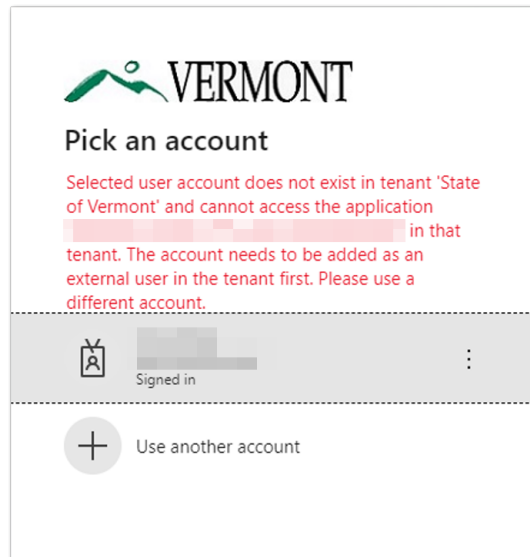 VERMONT
Pick an account
Selected user account does not exist in tenant 'State
of Vermont' and cannot access the application
in that
tenant. The account needs to be added as an
external user in the tenant first. Please use a
different account.
Signed in
Use another account